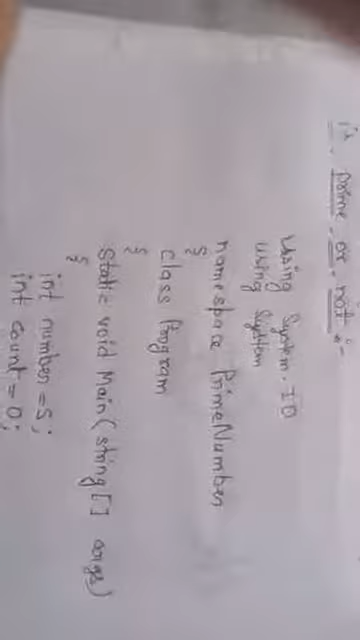 1). Prime or not :-
Using System.IO
using System
namespace PrimeNumber
{
class Program
{
static void Main(string[] args)
{
int number = 5;
int count = 0;